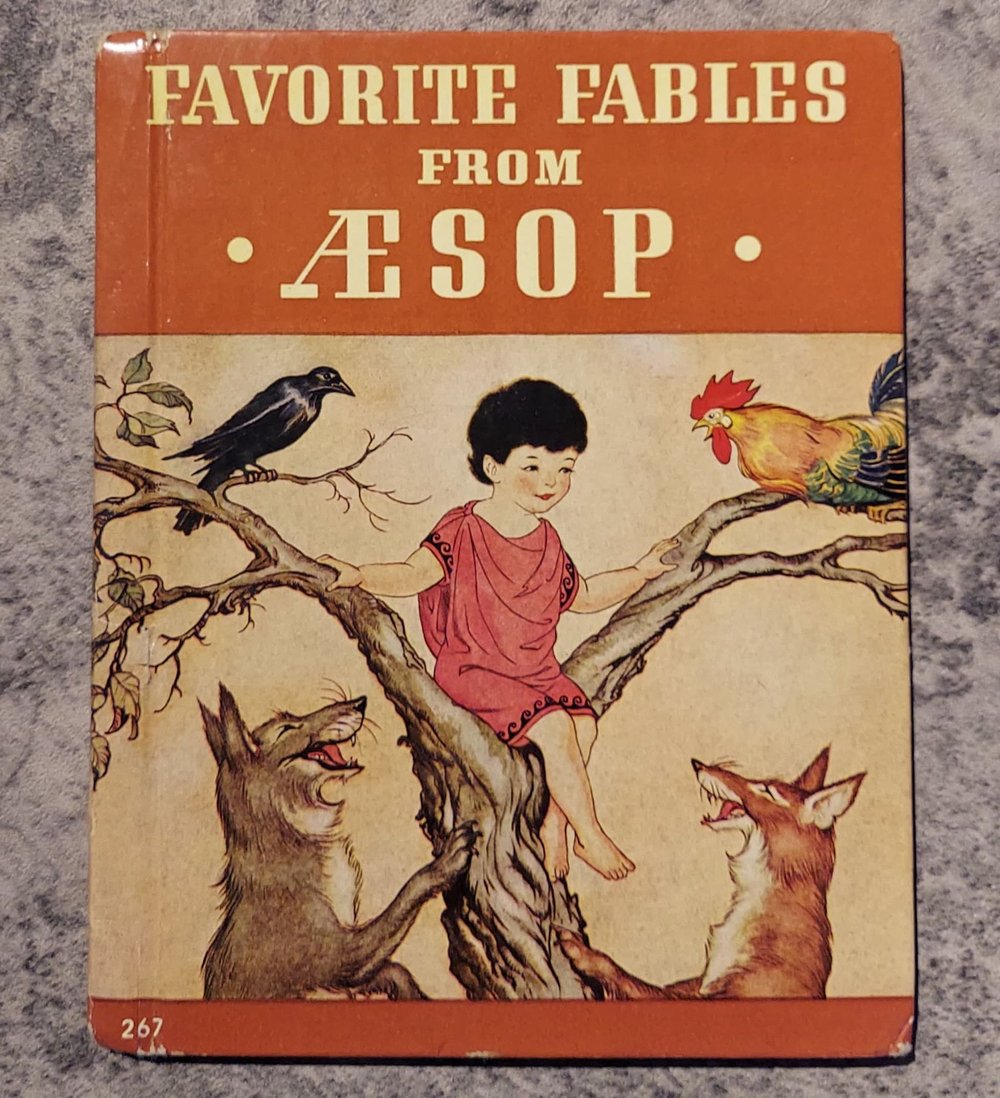 FAVORITE FABLES
FROM
• ÆSOP •
267